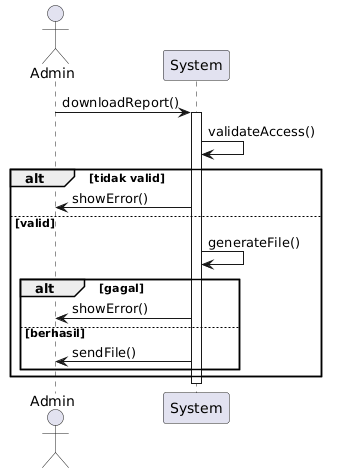 Admin
System
downloadReport()
validateAccess()
alt [tidak valid]
showError()
[valid]
generateFile()
alt [gagal]
showError()
[berhasil]
sendFile()
Admin
System